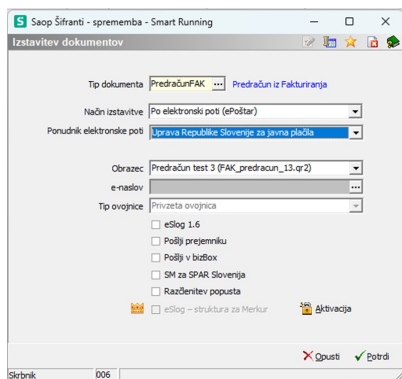 Saop Šifranti - sprememba - Smart Running
Izstavitev dokumentov
Tip dokumenta PredračunFAK ... Predračun iz Fakturiranja
Način izstavitve Po elektronski poti (ePoštar)
Ponudnik elektronske poti Uprava Republike Slovenije za javna plačila
Obrazec Predračun test 3 (FAK_predracun_13.qr2)
e-naslov ...
Tip ovojnice Privzeta ovojnica
eSlog 1.6
Pošlji prejemniku
Pošlji v bizBox
SM za SPAR Slovenija
Razčlenitev popusta
eSlog – struktura za Merkur Aktivacija
Opusti Potrdi
Skrbnik 006